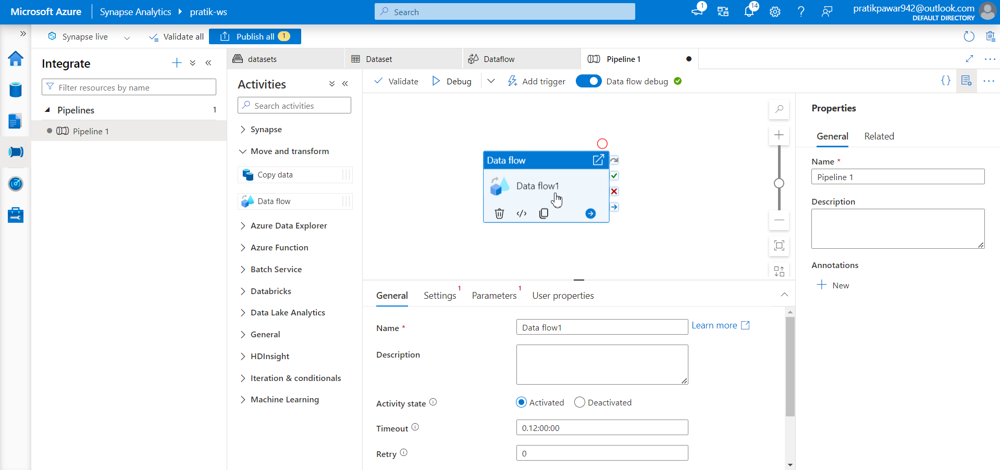 Microsoft Azure
Synapse Analytics
pratik-ws
Search
1
14
pratikpawar942@outlook.com
DEFAULT DIRECTORY
Synapse live
Validate all
Publish all
1
Integrate
Filter resources by name
Pipelines
1
Pipeline 1
datasets
Dataset
Dataflow
Pipeline 1
Activities
Search activities
Synapse
Move and transform
Copy data
Data flow
Azure Data Explorer
Azure Function
Batch Service
Databricks
Data Lake Analytics
General
HDInsight
Iteration & conditionals
Machine Learning
Validate
Debug
Add trigger
Data flow debug
Data flow
Data flow1
General
Settings 1
Parameters 1
User properties
Name *
Data flow1
Learn more
Description
Activity state
Activated
Deactivated
Timeout
0.12:00:00
Retry
0
Properties
General
Related
Name *
Pipeline 1
Description
Annotations
New